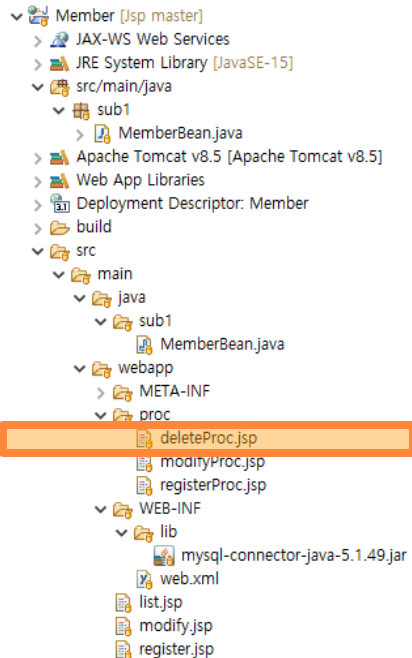 Member [Jsp master]
JAX-WS Web Services
JRE System Library [JavaSE-15]
src/main/java
sub1
MemberBean.java
Apache Tomcat v8.5 [Apache Tomcat v8.5]
Web App Libraries
3.1 Deployment Descriptor: Member
build
src
main
java
sub1
MemberBean.java
webapp
META-INF
proc
deleteProc.jsp
modifyProc.jsp
registerProc.jsp
WEB-INF
lib
mysql-connector-java-5.1.49.jar
web.xml
list.jsp
modify.jsp
register.jsp